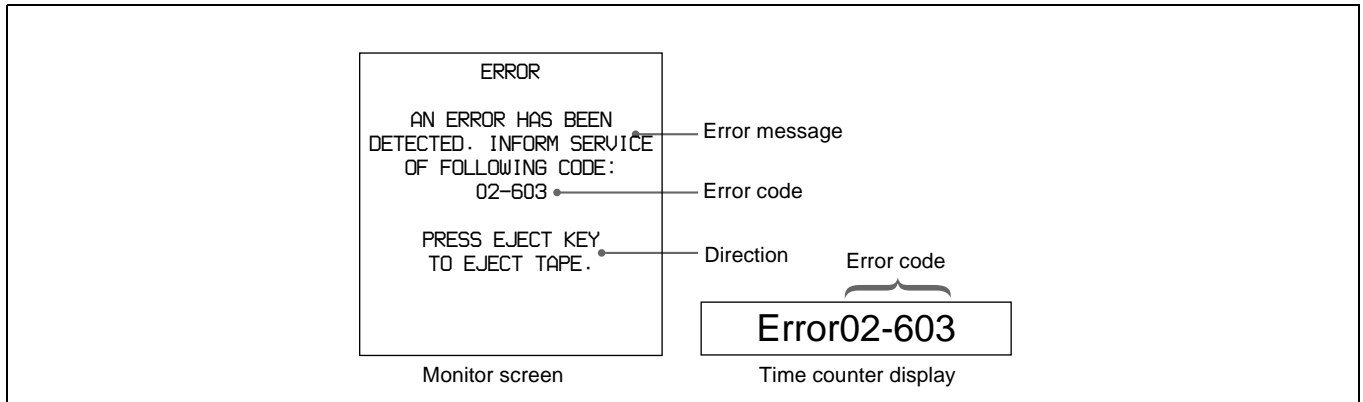 ERROR
AN ERROR HAS BEEN
DETECTED. INFORM SERVICE
OF FOLLOWING CODE:
02-603
PRESS EJECT KEY
TO EJECT TAPE.
Monitor screen
Error message
Error code
Direction
Error code
Error02-603
Time counter display